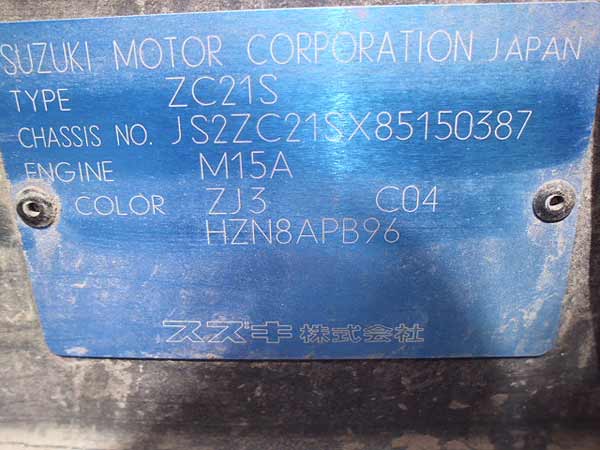 SUZUKI MOTOR CORPORATION JAPAN
TYPE ZC21S
CHASSIS NO. JS2ZC21SX85150387
ENGINE M15A
COLOR ZJ3 C04
HZN8APB96
スズキ株式会社